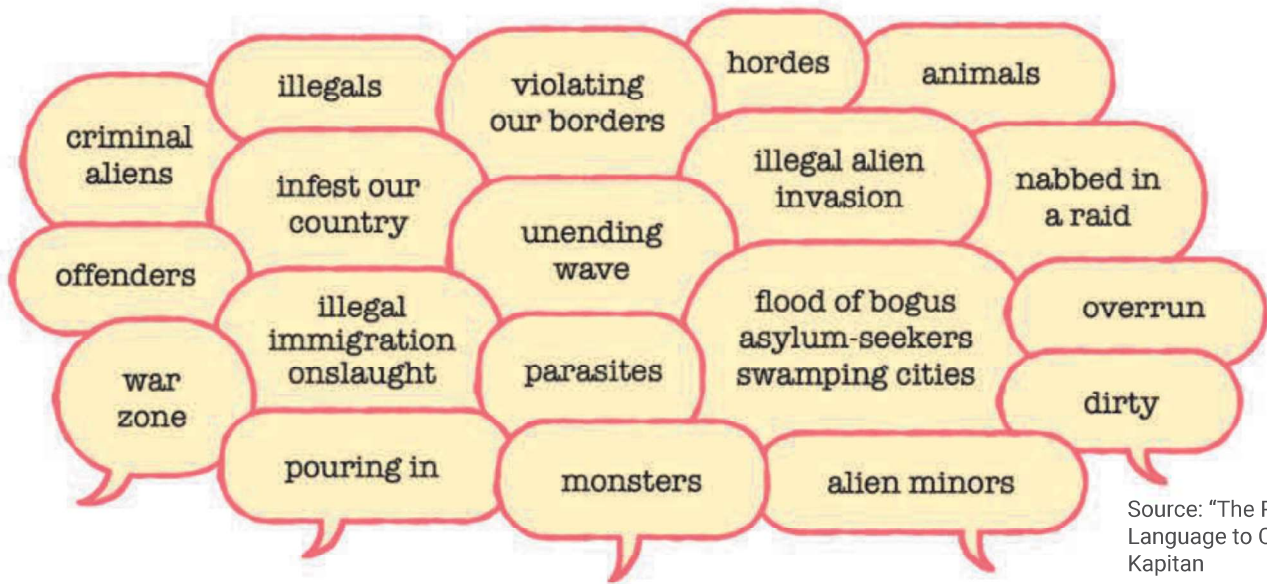 hordes
animals
illegals
violating
our borders
criminal
aliens
illegal alien
invasion
nabbed in
a raid
infest our
country
unending
wave
offenders
illegal
immigration
onslaught
flood of bogus
asylum-seekers
swamping cities
overrun
parasites
war
zone
dirty
pouring in
monsters
alien minors
Source: “The
Language to
Kapitan